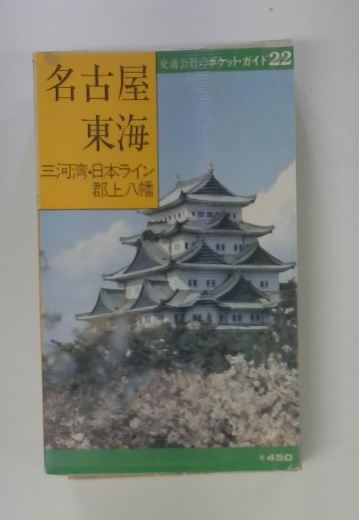 交通公社のポケット・ガイド22
名古屋
東海
三河湾・日本ライン
郡上八幡
¥450